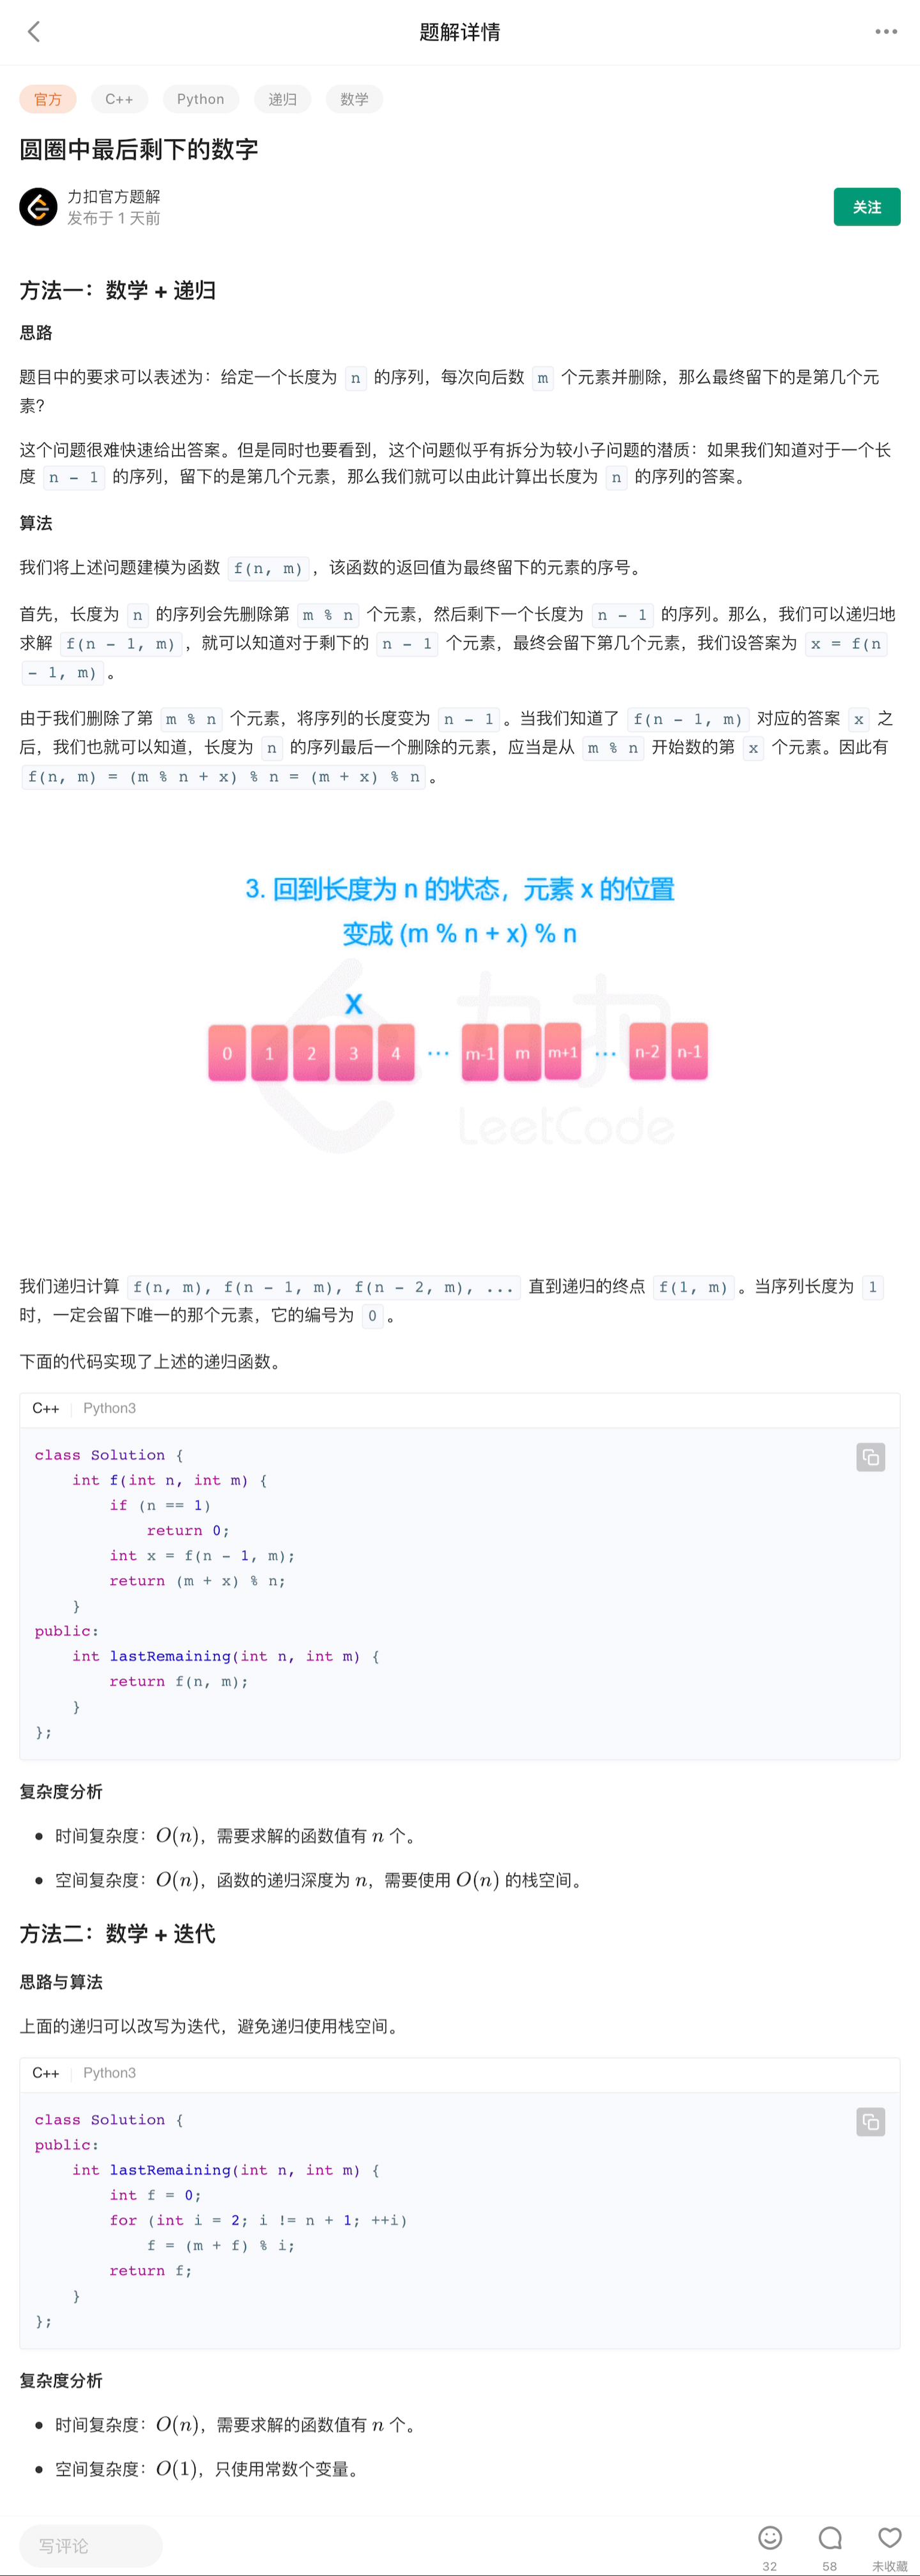 题解详情
官方 C++ Python 递归 数学
圆圈中最后剩下的数字
力扣官方题解
发布于 1 天前
关注
方法一：数学 + 递归
思路
题目中的要求可以表述为：给定一个长度为 n 的序列，每次向后数 m 个元素并删除，那么最终留下的是第几个元
素？
这个问题很难快速给出答案。但是同时也要看到，这个问题似乎有拆分为较小子问题的潜质：如果我们知道对于一个长
度 n - 1 的序列，留下的是第几个元素，那么我们就可以由此计算出长度为 n 的序列的答案。
算法
我们将上述问题建模为函数 f(n, m)，该函数的返回值为最终留下的元素的序号。
首先，长度为 n 的序列会先删除第 m % n 个元素，然后剩下一个长度为 n - 1 的序列。那么，我们可以递归地
求解 f(n - 1, m)，就可以知道对于剩下的 n - 1 个元素，最终会留下第几个元素，我们设答案为 x = f(n
- 1, m)。
由于我们删除了第 m % n 个元素，将序列的长度变为 n - 1。当我们知道了 f(n - 1, m) 对应的答案 x 之
后，我们也就可以知道，长度为 n 的序列最后一个删除的元素，应当是从 m % n 开始数的第 x 个元素。因此有
f(n, m) = (m % n + x) % n = (m + x) % n。
3. 回到长度为 n 的状态，元素 x 的位置
变成 (m % n + x) % n
X
0 1 2 3 4 ... m-1 m m+1 ... n-2 n-1
力扣
LeetCode
我们递归计算 f(n, m), f(n - 1, m), f(n - 2, m), ... 直到递归的终点 f(1, m)。当序列长度为 1
时，一定会留下唯一的那个元素，它的编号为 0。
下面的代码实现了上述的递归函数。
C++ Python3
class Solution {
    int f(int n, int m) {
        if (n == 1)
            return 0;
        int x = f(n - 1, m);
        return (m + x) % n;
    }
public:
    int lastRemaining(int n, int m) {
        return f(n, m);
    }
};
复杂度分析
• 时间复杂度：O(n)，需要求解的函数值有 n 个。
• 空间复杂度：O(n)，函数的递归深度为 n，需要使用 O(n) 的栈空间。
方法二：数学 + 迭代
思路与算法
上面的递归可以改写为迭代，避免递归使用栈空间。
C++ Python3
class Solution {
public:
    int lastRemaining(int n, int m) {
        int f = 0;
        for (int i = 2; i != n + 1; ++i)
            f = (m + f) % i;
        return f;
    }
};
复杂度分析
• 时间复杂度：O(n)，需要求解的函数值有 n 个。
• 空间复杂度：O(1)，只使用常数个变量。
写评论
32 58 未收藏